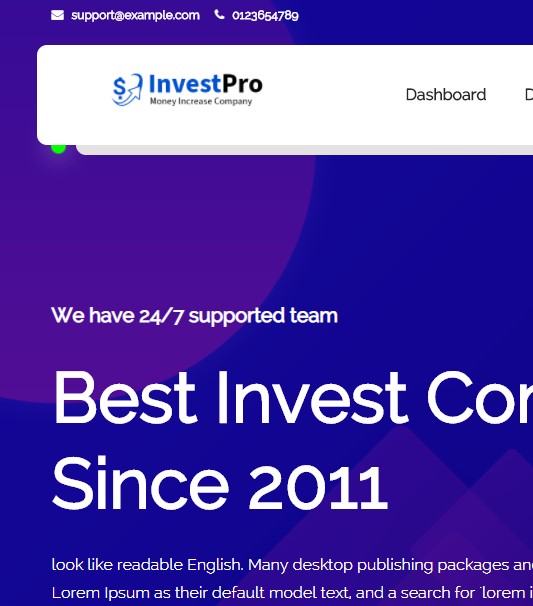 support@example.com 0123654789
InvestPro
Money Increase Company
Dashboard
We have 24/7 supported team
Best Invest
Since 2011
look like readable English. Many desktop publishing packages
Lorem Ipsum as their default model text, and a search for 'lorem